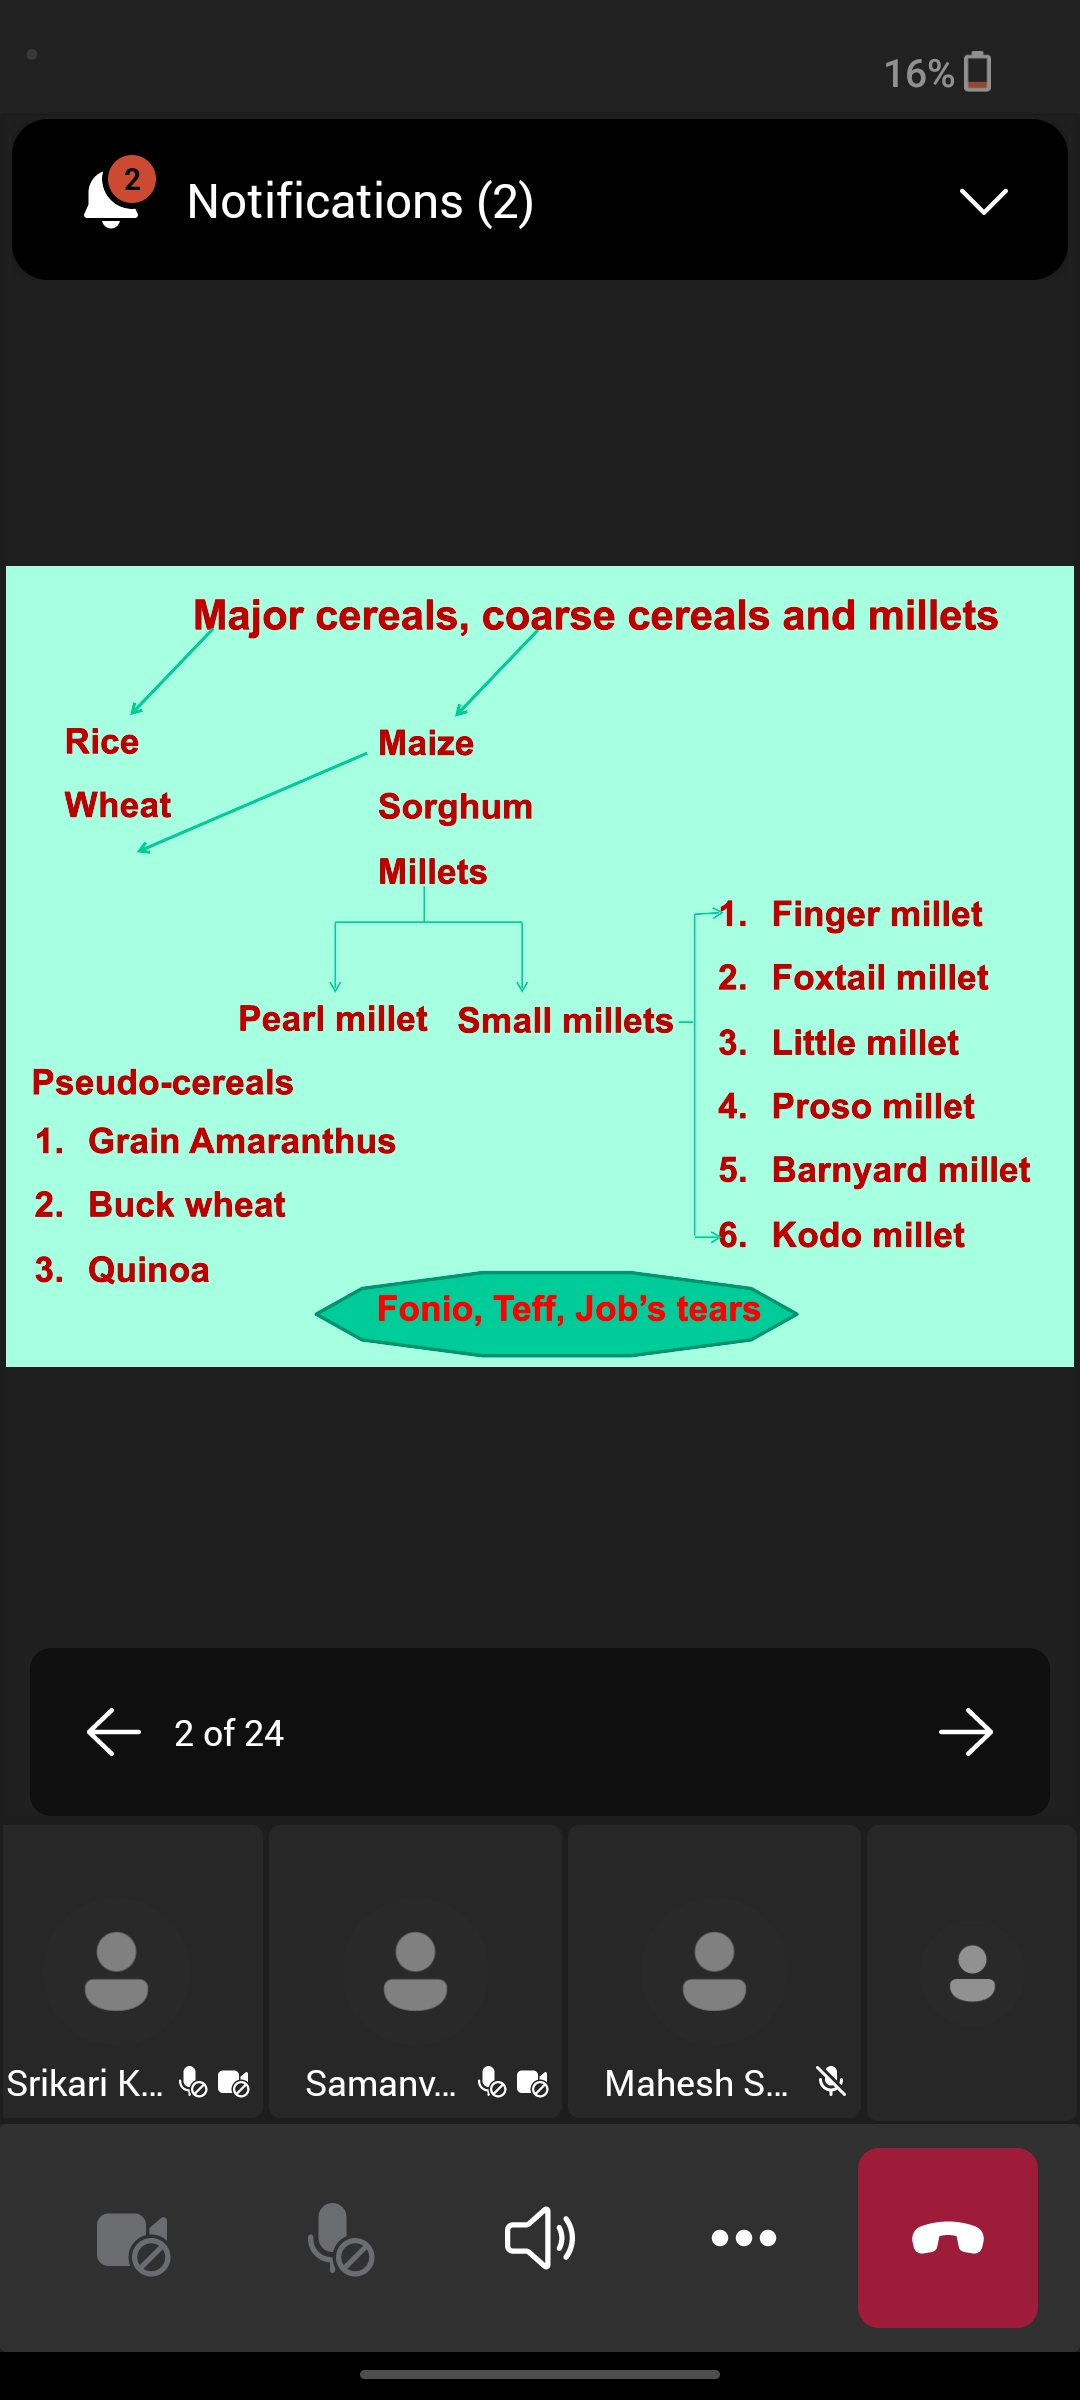 16%
2
Notifications (2)
Major cereals, coarse cereals and millets
Rice
Wheat
Maize
Sorghum
Millets
Pearl millet
Small millets
1. Finger millet
2. Foxtail millet
3. Little millet
4. Proso millet
5. Barnyard millet
6. Kodo millet
Pseudo-cereals
1. Grain Amaranthus
2. Buck wheat
3. Quinoa
Fonio, Teff, Job’s tears
2 of 24
Srikari K...
Samanv...
Mahesh S...